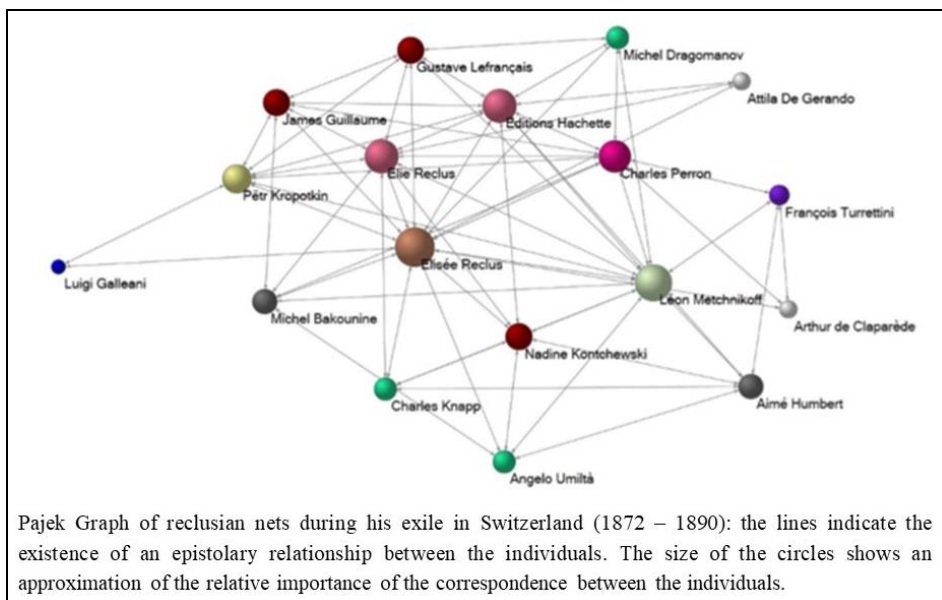 Michel Dragomanov
Gustave Lefrançais
Attila De Gerando
James Guillaume
Editions Hachette
Elie Reclus
Charles Perron
Pëtr Kropotkin
François Turrettini
Elisée Reclus
Luigi Galleani
Léon Metchnikoff
Michel Bakounine
Arthur de Claparède
Nadine Kontchewski
Charles Knapp
Aimé Humbert
Angelo Umiltà
Pajek Graph of reclusian nets during his exile in Switzerland (1872 – 1890): the lines indicate the
existence of an epistolary relationship between the individuals. The size of the circles shows an
approximation of the relative importance of the correspondence between the individuals.